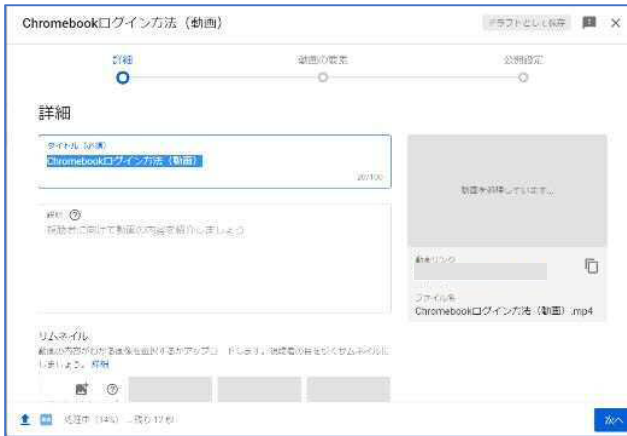 Chromebookログイン方法（動画）
ドラフトとして保存
詳細
動画の要素
公開設定
詳細
タイトル（必須）
Chromebookログイン方法（動画）
20/100
説明
視聴者に向けて動画の内容を紹介しましょう
動画を処理しています...
動画リンク
ファイル名
Chromebookログイン方法（動画）.mp4
サムネイル
動画の内容がわかる画像を選択するかアップロードします。視聴者の目を引くサムネイルに
しましょう。詳細
処理中（14%）...残り12秒
次へ